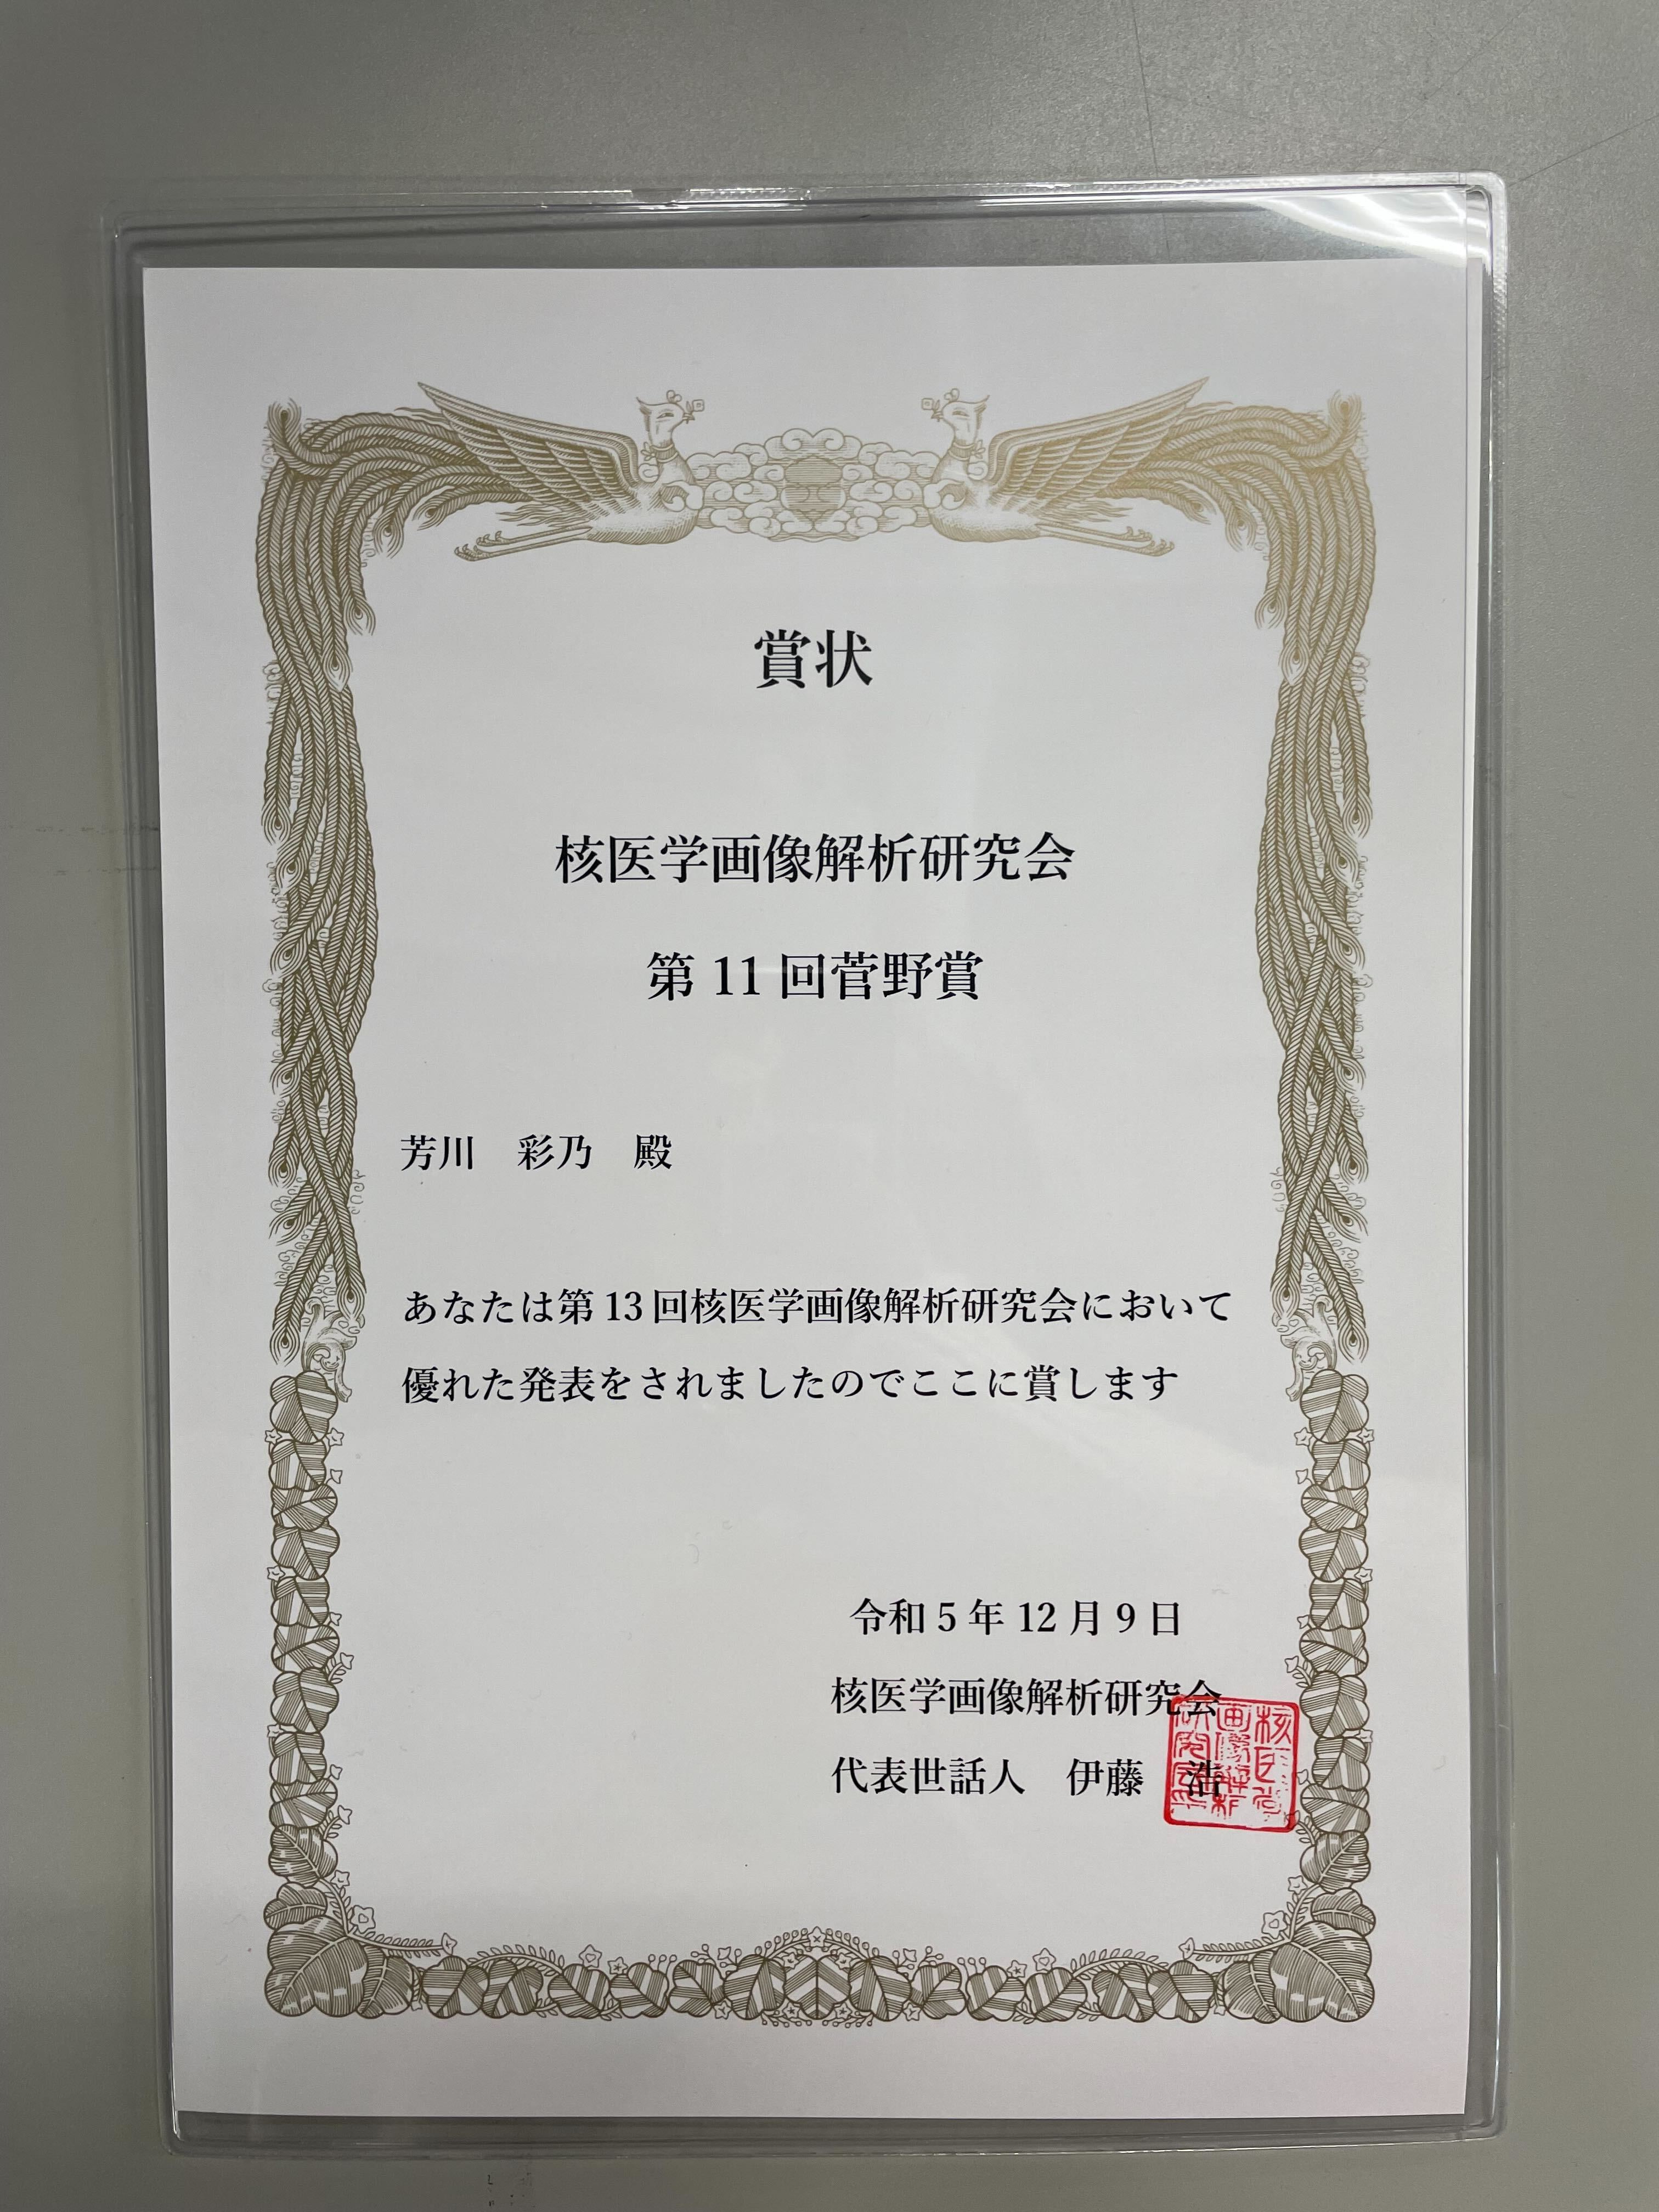 賞状
核医学画像解析研究会
第 11 回菅野賞
芳川　彩乃　殿
あなたは第 13 回核医学画像解析研究会において
優れた発表をされましたのでここに賞します
令和 5 年 12 月 9 日
核医学画像解析研究会
代表世話人　伊藤　浩